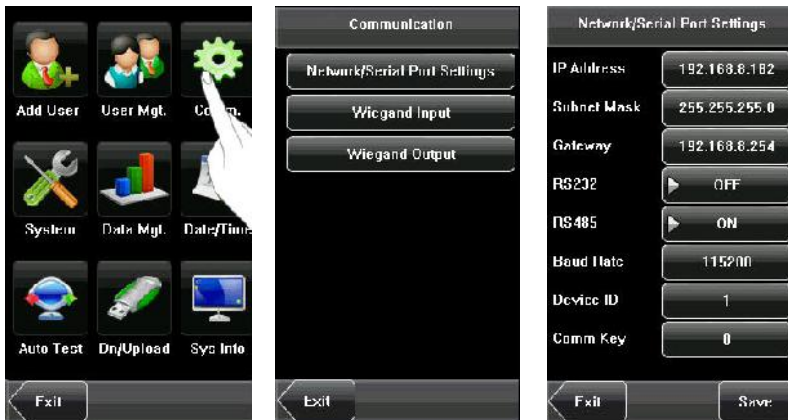 Add User User Mgt. Comm.
System Data Mgt. Date/Time
Auto Test Dn/Upload Sys Info
Exit
Communication
Network/Serial Port Settings
Wiegand Input
Wiegand Output
Exit
Network/Serial Port Settings
IP Address 192.168.8.182
Subnet Mask 255.255.255.0
Gateway 192.168.8.254
RS232 OFF
RS485 ON
Baud Rate 115200
Device ID 1
Comm Key 0
Exit Save